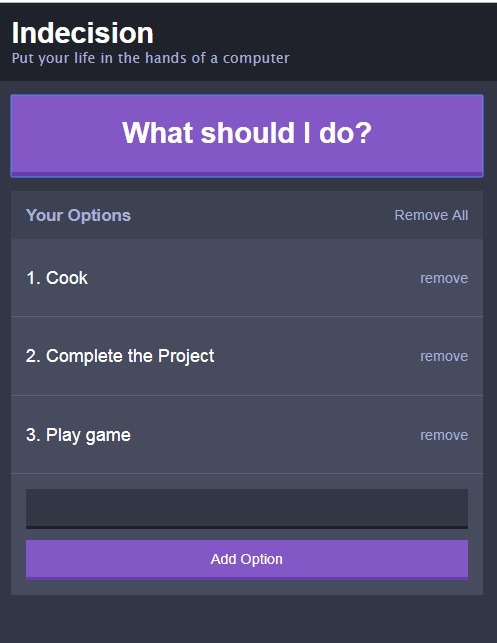 Indecision
Put your life in the hands of a computer
What should I do?
Your Options Remove All
1. Cook remove
2. Complete the Project remove
3. Play game remove
Add Option